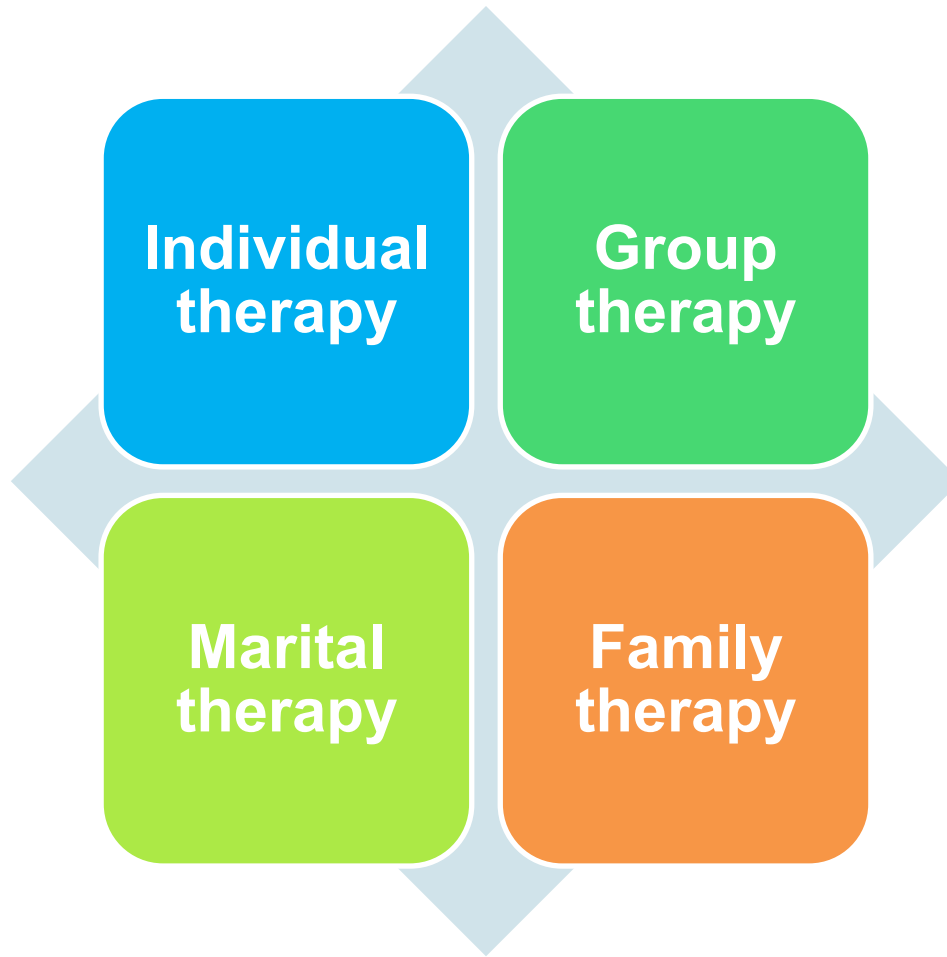 Individual
therapy
Group
therapy
Marital
therapy
Family
therapy